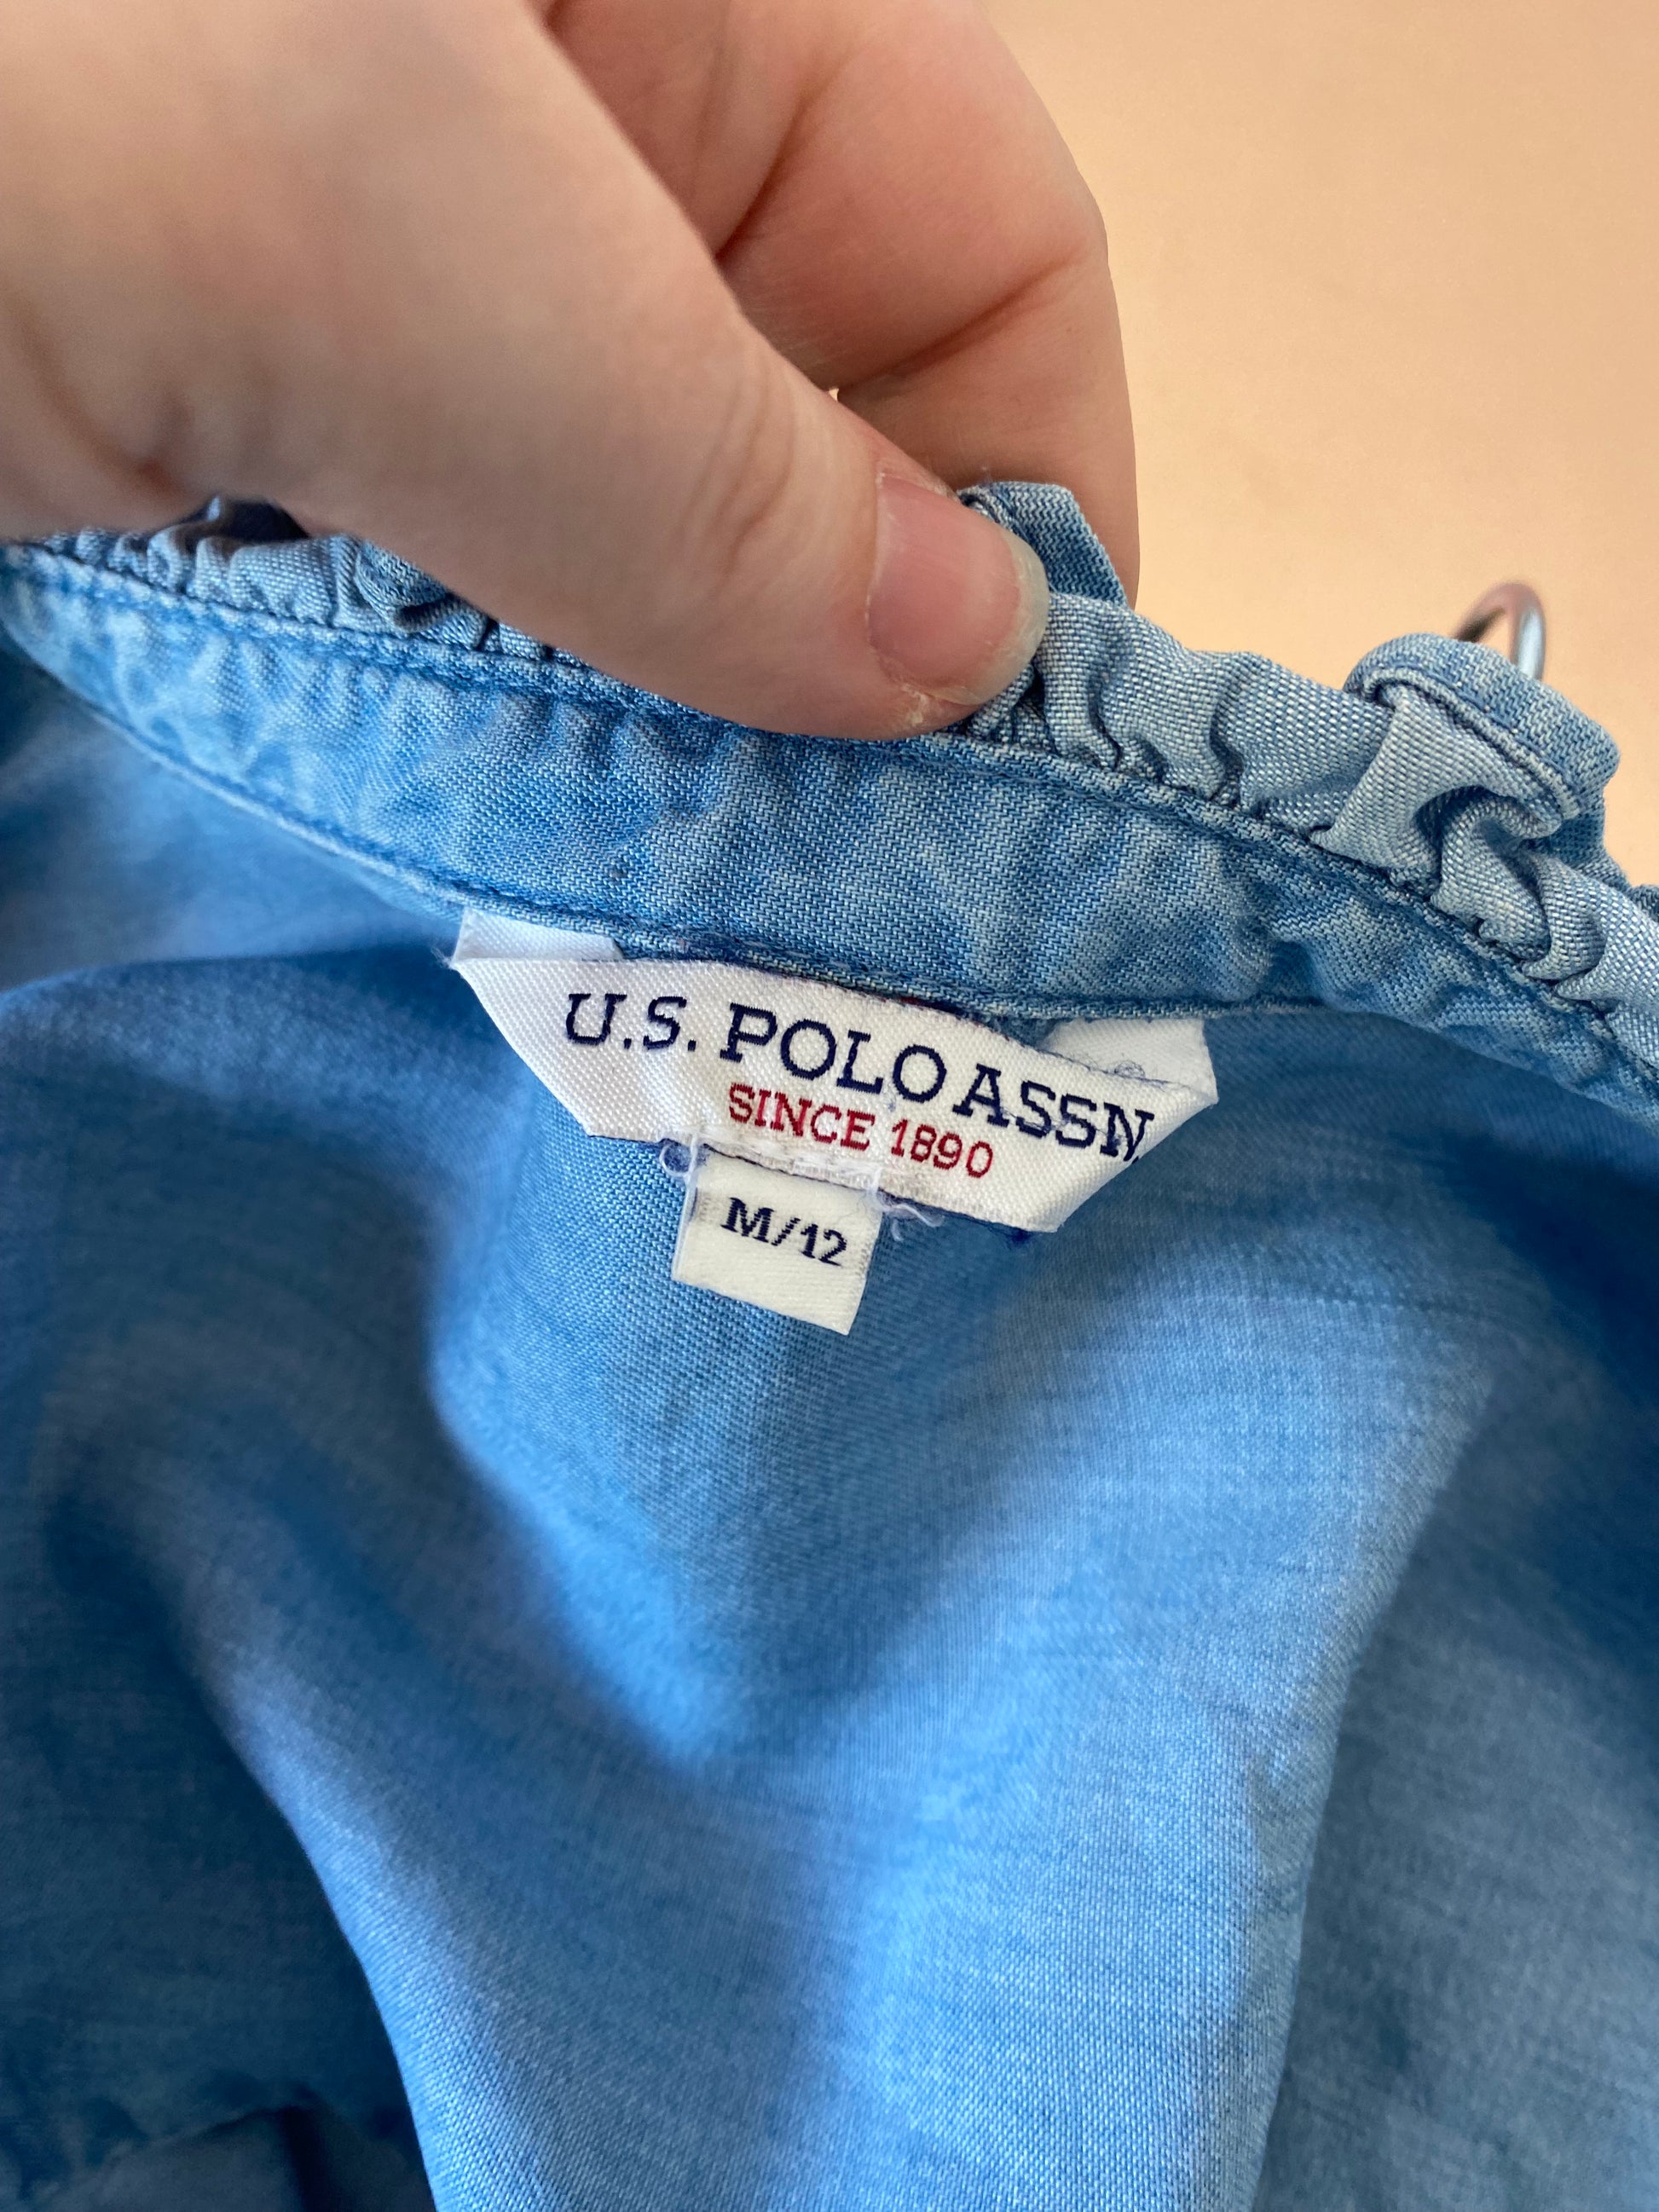 U.S. POLO ASSN.
SINCE 1890
M/12